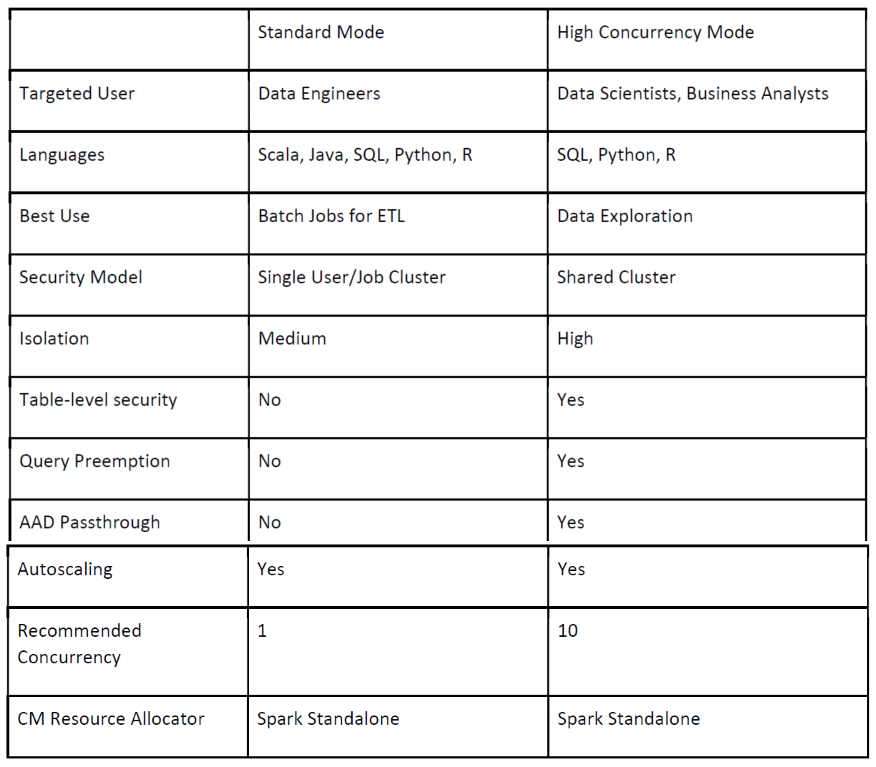 Standard Mode High Concurrency Mode
Targeted User Data Engineers Data Scientists, Business Analysts
Languages Scala, Java, SQL, Python, R SQL, Python, R
Best Use Batch Jobs for ETL Data Exploration
Security Model Single User/Job Cluster Shared Cluster
Isolation Medium High
Table-level security No Yes
Query Preemption No Yes
AAD Passthrough No Yes
Autoscaling Yes Yes
Recommended 1 10
Concurrency
CM Resource Allocator Spark Standalone Spark Standalone